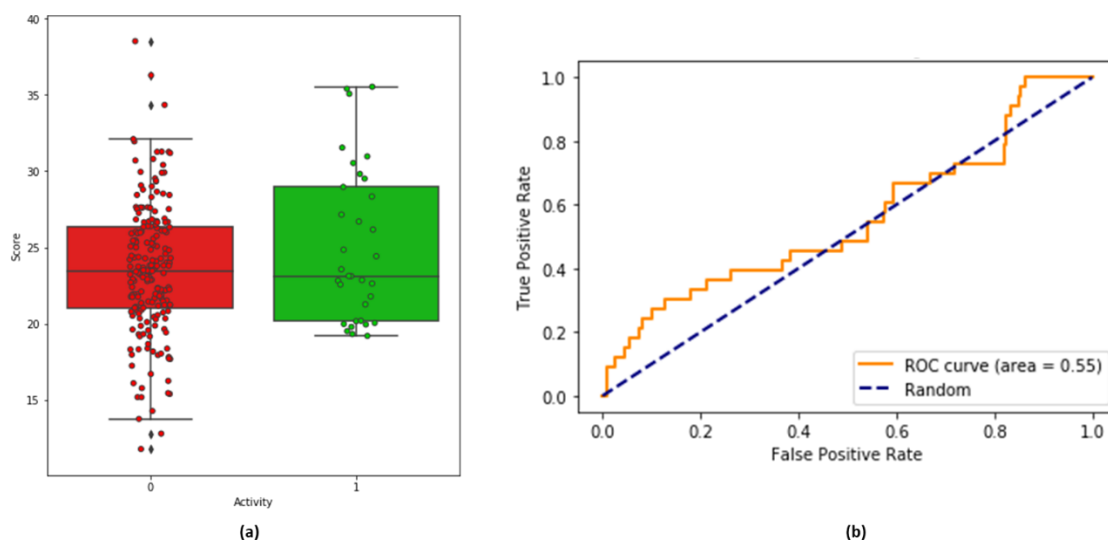 40
35
30
25
20
15
Score
0
1
Activity
(a)
1.0
0.8
0.6
0.4
0.2
0.0
True Positive Rate
ROC curve (area = 0.55)
Random
0.0 0.2 0.4 0.6 0.8 1.0
False Positive Rate
(b)